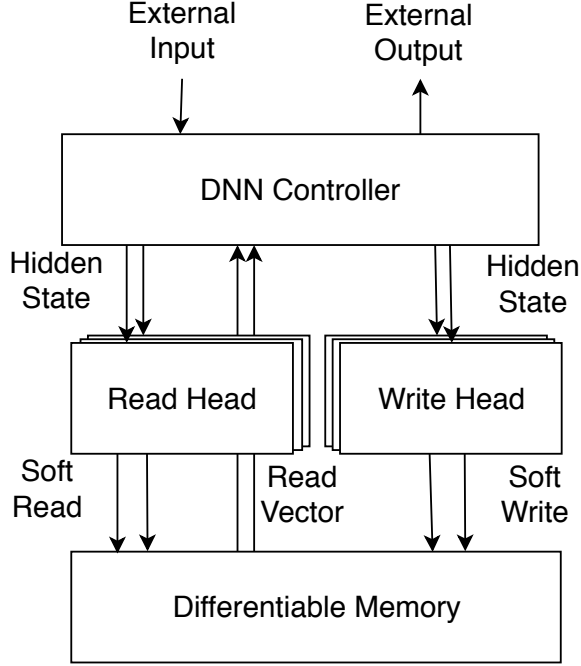 External
Input
External
Output
DNN Controller
Hidden
State
Hidden
State
Read Head
Write Head
Soft
Read
Read
Vector
Soft
Write
Differentiable Memory